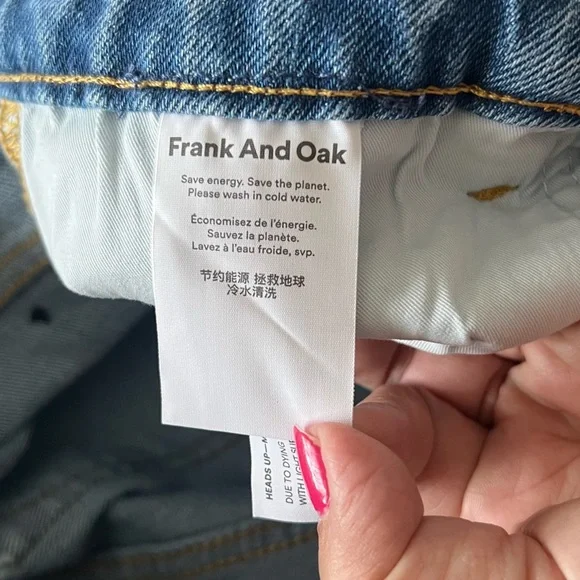 Frank And Oak
Save energy. Save the planet.
Please wash in cold water.
Économisez de l'énergie.
Sauvez la planète.
Lavez à l'eau froide, svp.
节约能源 拯救地球
冷水清洗
HEADS UP—
DUE TO DYING
WITH LIGHT